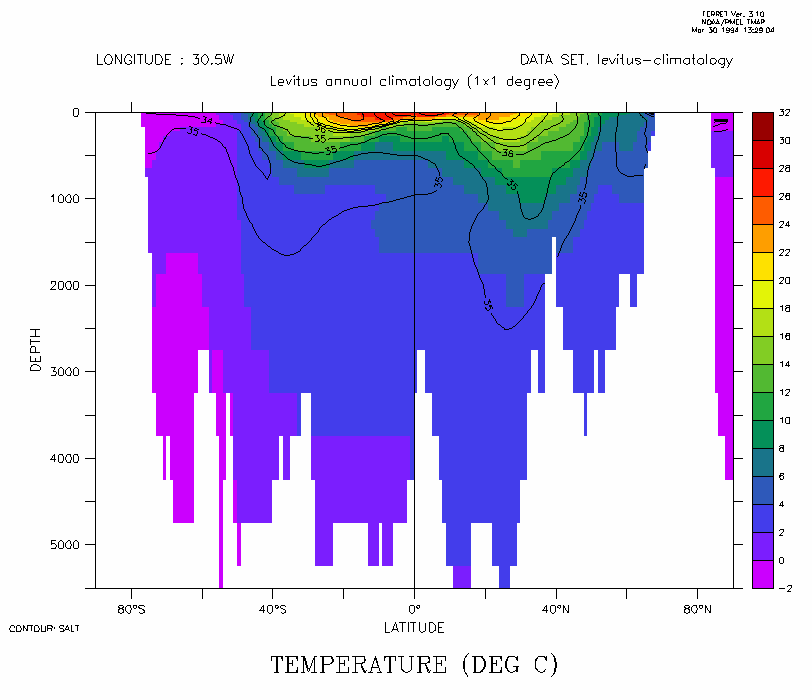 FERRET Ver. 3.10
NOAA/PMEL TMAP
Mar 30 1994 13:29:04
LONGITUDE : 30.5W
DATA SET: levitus-climatology
Levitus annual climatology (1x1 degree)
0
1000
2000
3000
4000
5000
DEPTH
34
35
36
35
35
35
36
35
35
35
32
30
28
26
24
22
20
18
16
14
12
10
8
6
4
2
0
-2
80°S
40°S
0°
40°N
80°N
LATITUDE
CONTOUR: SALT
TEMPERATURE (DEG C)